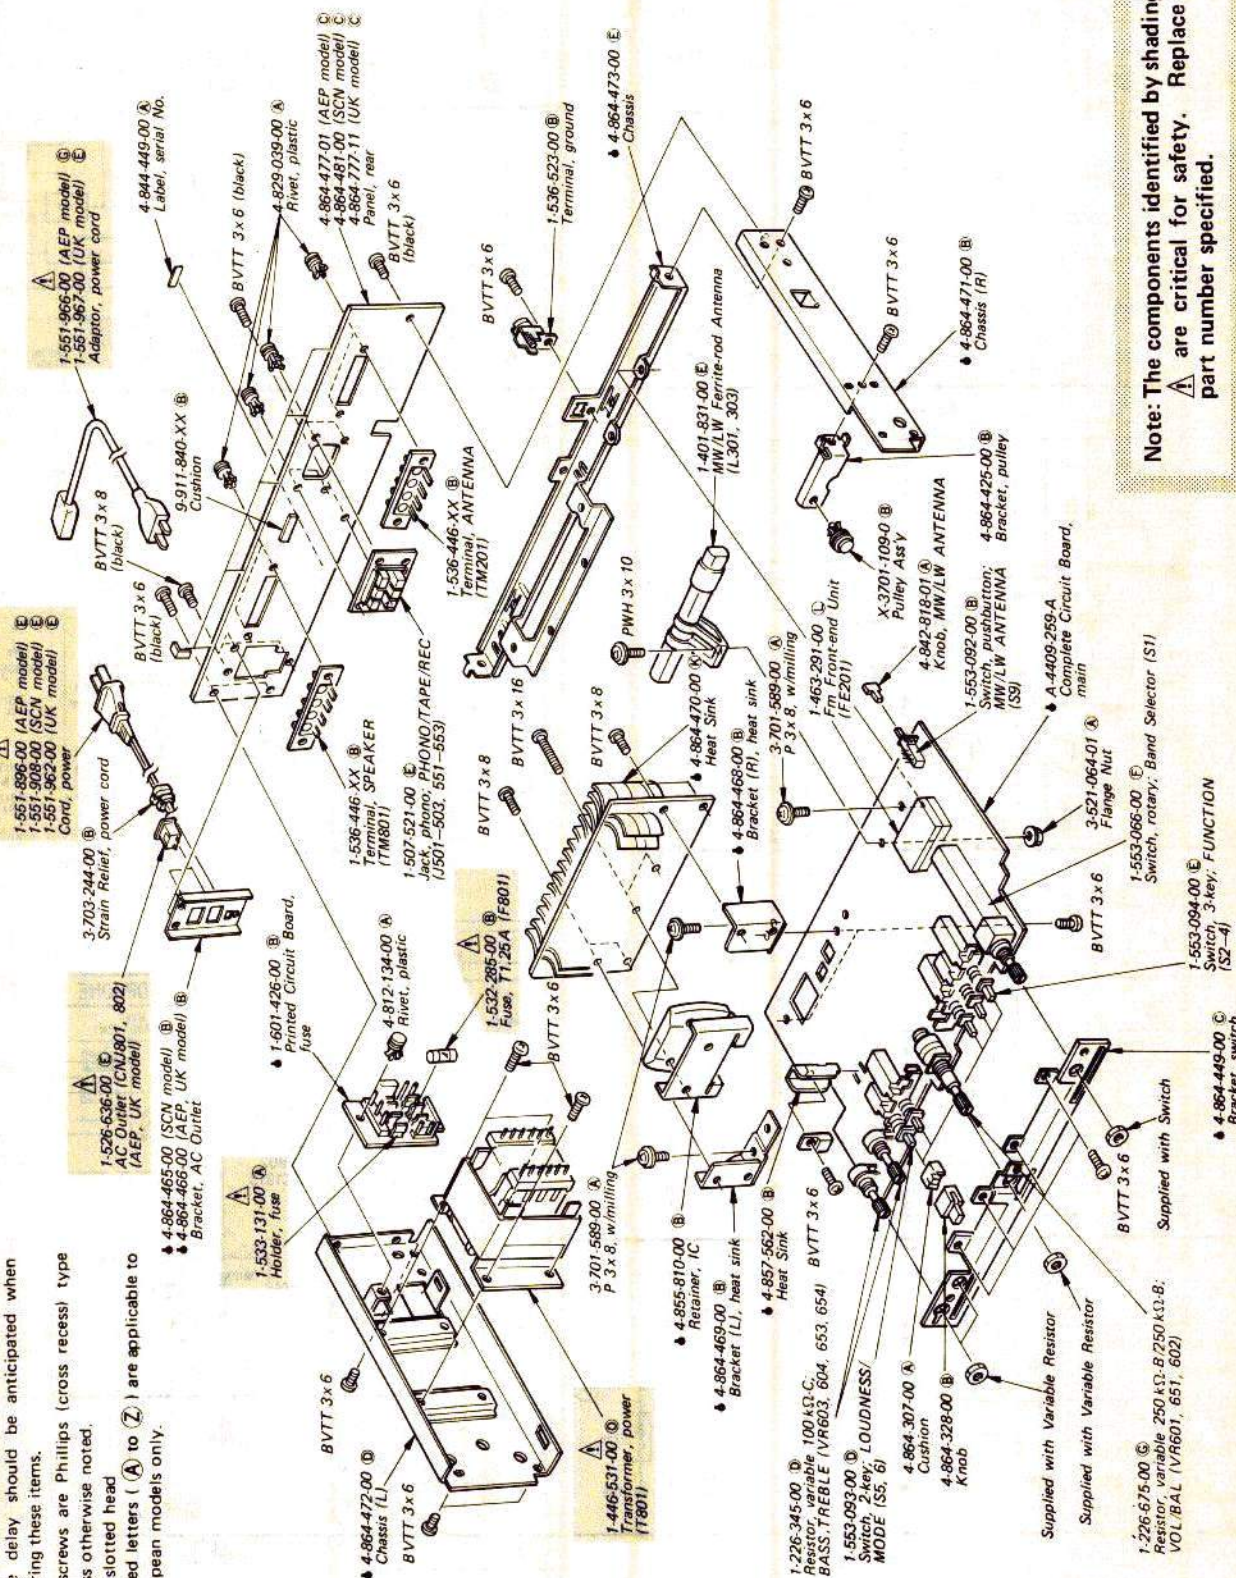 delay should be anticipated when
ring these items.
screws are Phillips (cross recess) type
ss otherwise noted.
slotted head
ed letters ( Ⓐ to Ⓩ ) are applicable to
pean models only.
1-551-896-00 (AEP model) Ⓔ
1-551-908-00 (SCN model) Ⓔ
1-551-962-00 (UK model) Ⓔ
Cord, power
3-703-244-00 Ⓑ
Strain Relief, power cord
1-526-636-00 Ⓔ
AC Outlet (CNJ801, 802)
(AEP, UK model)
4-864-465-00 (SCN model) Ⓑ
4-864-466-00 (AEP, UK model) Ⓑ
Bracket, AC Outlet
1-551-966-00 (AEP model) Ⓖ
1-551-967-00 (UK model) Ⓔ
Adaptor, power cord
4-844-449-00 Ⓐ
Label, serial No.
BVTT 3x6 (black)
4-829-039-00 Ⓐ
Rivet, plastic
4-864-477-01 (AEP model) Ⓒ
4-864-481-00 (SCN model) Ⓒ
4-864-777-11 (UK model) Ⓒ
Panel, rear
BVTT 3x6
(black)
9-911-840-XX Ⓑ
Cushion
BVTT 3x8
(black)
BVTT 3x6
(black)
1-536-446-XX Ⓑ
Terminal, SPEAKER
(TM801)
1-507-521-00 Ⓔ
Jack, phono; PHONO/TAPE/REC
(J501–503, 551–553)
1-536-446-XX Ⓑ
Terminal, ANTENNA
(TM201)
BVTT 3x6
1-536-523-00 Ⓑ
Terminal, ground
4-864-473-00 Ⓔ
Chassis
BVTT 3x6
BVTT 3x6
4-864-471-00 Ⓑ
Chassis (R)
4-864-425-00 Ⓑ
Bracket, pulley
X-3701-109-0 Ⓑ
Pulley Ass'y
1-401-831-00 Ⓔ
MW/LW Ferrite-rod Antenna
(L301, 303)
PWH 3x10
1-601-426-00 Ⓑ
Printed Circuit Board,
fuse
4-812-134-00 Ⓐ
Rivet, plastic
1-532-285-00 Ⓑ
Fuse, T1.25A (F801)
BVTT 3x6
1-533-131-00 Ⓐ
Holder, fuse
BVTT 3x6
4-864-472-00 Ⓓ
Chassis (L)
BVTT 3x6
1-446-531-00 Ⓓ
Transformer, power
(T801)
BVTT 3x8
BVTT 3x16
BVTT 3x8
4-864-470-00 Ⓚ
Heat Sink
4-864-468-00 Ⓑ
Bracket (R), heat sink
3-701-589-00 Ⓐ
P 3x8, w/milling
3-701-589-00 Ⓐ
P 3x8, w/milling
4-855-810-00 Ⓑ
Retainer, IC
4-864-469-00 Ⓑ
Bracket (L), heat sink
4-857-562-00 Ⓑ
Heat Sink
BVTT 3x6
1-463-291-00 Ⓛ
Fm Front-end Unit
(FE201)
4-842-818-01 Ⓐ
Knob, MW/LW ANTENNA
1-553-092-00 Ⓑ
Switch, pushbutton;
MW/LW ANTENNA
(S9)
A-4409-259-A
Complete Circuit Board,
main
3-521-064-01 Ⓐ
Flange Nut
1-553-066-00 Ⓔ
Switch, rotary; Band Selector (S1)
BVTT 3x6
1-553-094-00 Ⓔ
Switch, 3-key; FUNCTION
(S2–4)
1-226-345-00 Ⓓ
Resistor, variable 100 kΩ-C;
BASS,TREBLE (VR603, 604, 653, 654)
1-553-093-00 Ⓓ
Switch, 2-key; LOUDNESS/
MODE (S5, 6)
4-864-307-00 Ⓐ
Cushion
4-864-328-00 Ⓑ
Knob
Supplied with Variable Resistor
Supplied with Variable Resistor
1-226-675-00 Ⓖ
Resistor, variable 250 kΩ-B/250 kΩ-B;
VOL/BAL (VR601, 651, 602)
BVTT 3x6
Supplied with Switch
4-864-449-00 Ⓒ
Bracket, switch
Note: The components identified by shading
⚠ are critical for safety. Replace
part number specified.